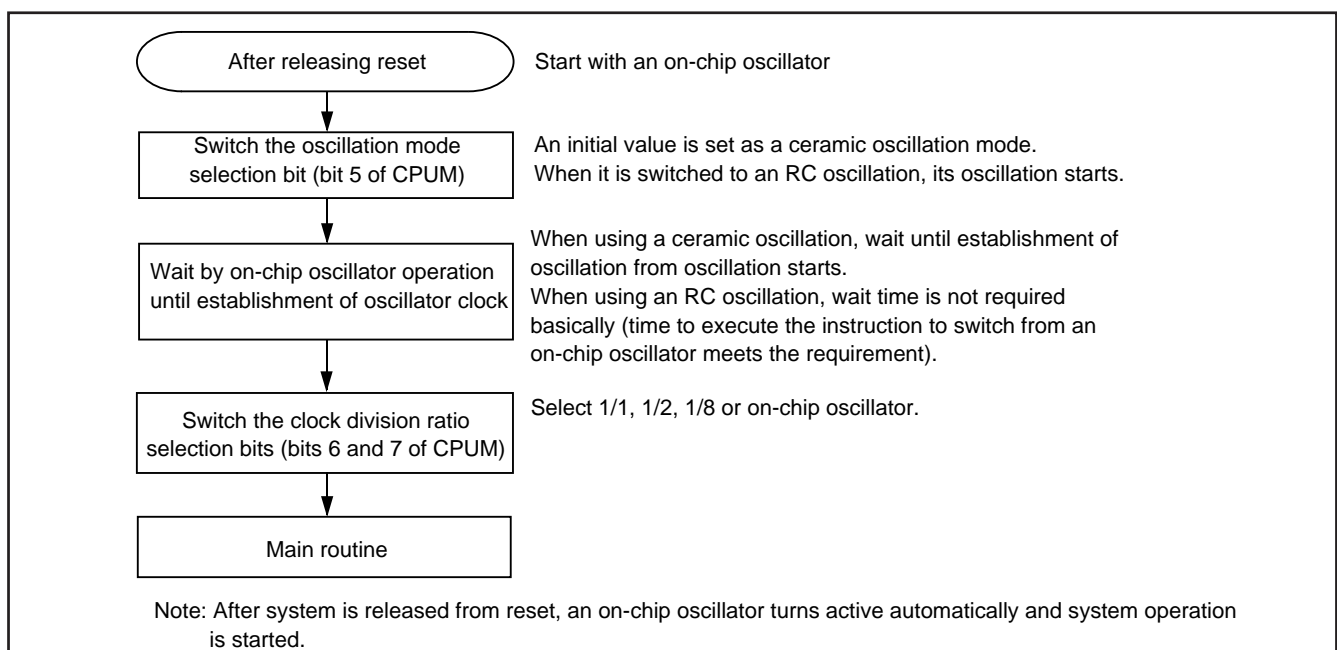 After releasing reset
Start with an on-chip oscillator
Switch the oscillation mode
selection bit (bit 5 of CPUM)
An initial value is set as a ceramic oscillation mode.
When it is switched to an RC oscillation, its oscillation starts.
Wait by on-chip oscillator operation
until establishment of oscillator clock
When using a ceramic oscillation, wait until establishment of
oscillation from oscillation starts.
When using an RC oscillation, wait time is not required
basically (time to execute the instruction to switch from an
on-chip oscillator meets the requirement).
Switch the clock division ratio
selection bits (bits 6 and 7 of CPUM)
Select 1/1, 1/2, 1/8 or on-chip oscillator.
Main routine
Note: After system is released from reset, an on-chip oscillator turns active automatically and system operation
is started.